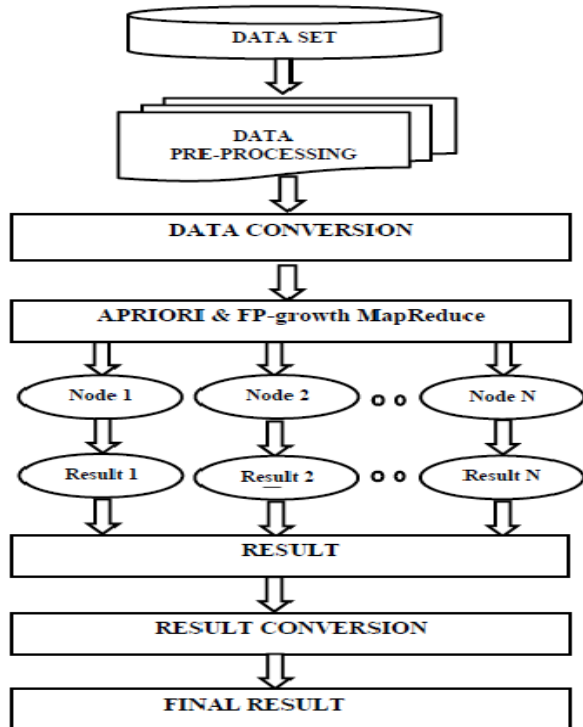 DATA SET
DATA
PRE-PROCESSING
DATA CONVERSION
APRIORI & FP-growth MapReduce
Node 1
Node 2
o o
Node N
Result 1
Result 2
o o
Result N
RESULT
RESULT CONVERSION
FINAL RESULT